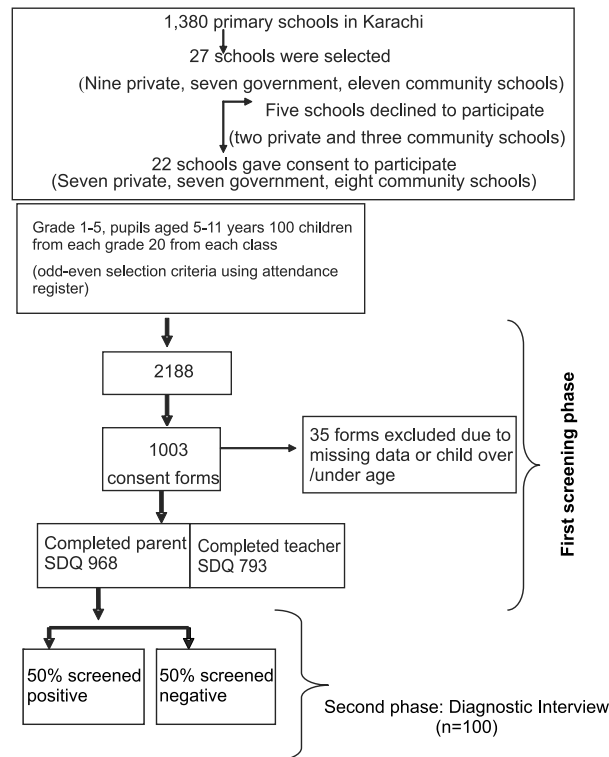 1,380 primary schools in Karachi
27 schools were selected
(Nine private, seven government, eleven community schools)
Five schools declined to participate
(two private and three community schools)
22 schools gave consent to participate
(Seven private, seven government, eight community schools)
Grade 1-5, pupils aged 5-11 years 100 children
from each grade 20 from each class
(odd-even selection criteria using attendance
register)
2188
1003
consent forms
35 forms excluded due to
missing data or child over
/under age
Completed parent
SDQ 968
Completed teacher
SDQ 793
First screening phase
50% screened
positive
50% screened
negative
Second phase: Diagnostic Interview
(n=100)